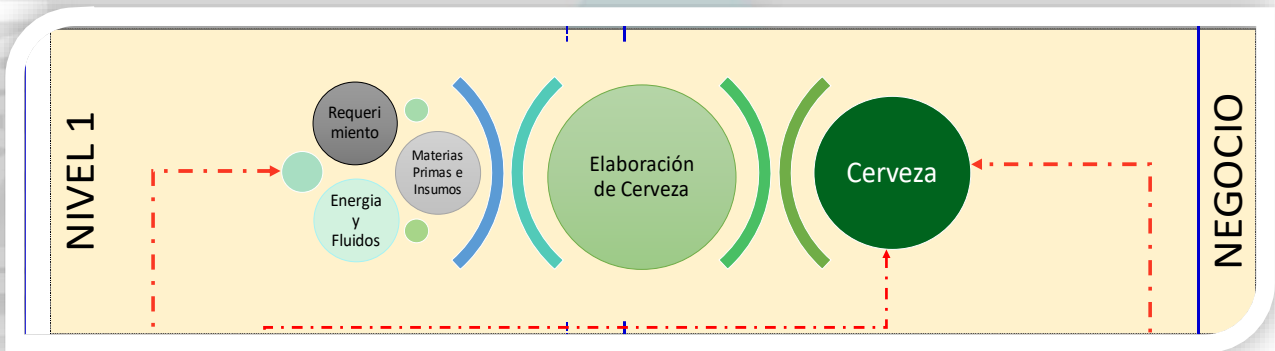 NIVEL 1
Requeri
miento
Materias
Primas e
Insumos
Energia
y
Fluidos
Elaboración
de Cerveza
Cerveza
NEGOCIO